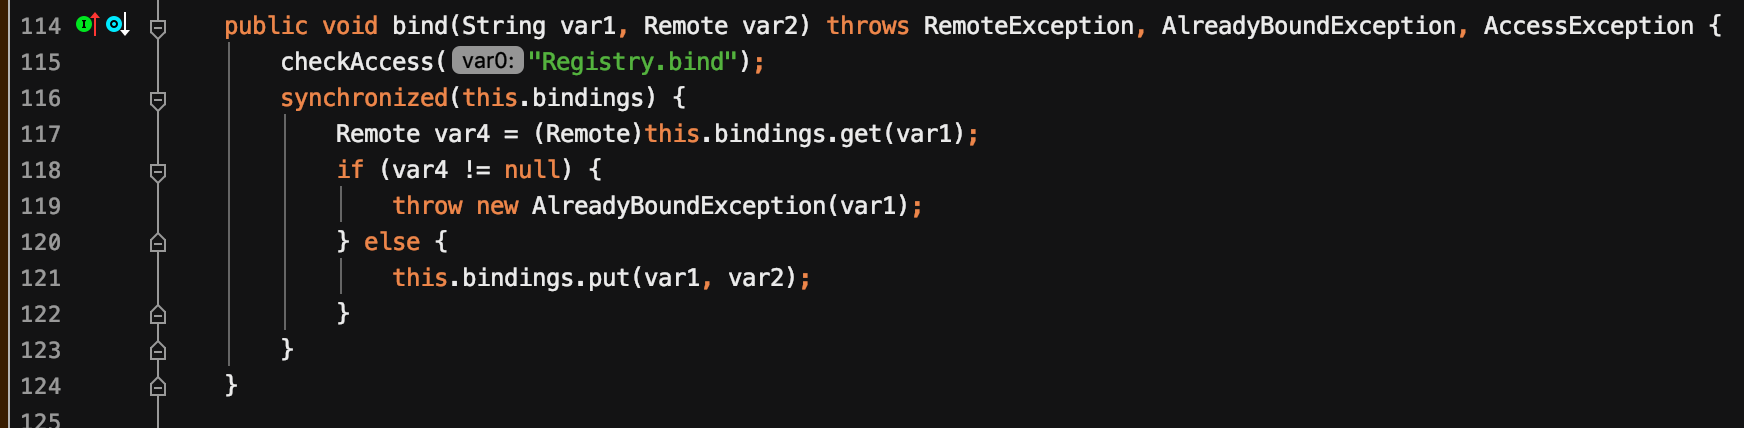 114 public void bind(String var1, Remote var2) throws RemoteException, AlreadyBoundException, AccessException {
115 checkAccess( var0: "Registry.bind");
116 synchronized(this.bindings) {
117 Remote var4 = (Remote)this.bindings.get(var1);
118 if (var4 != null) {
119 throw new AlreadyBoundException(var1);
120 } else {
121 this.bindings.put(var1, var2);
122 }
123 }
124 }
125